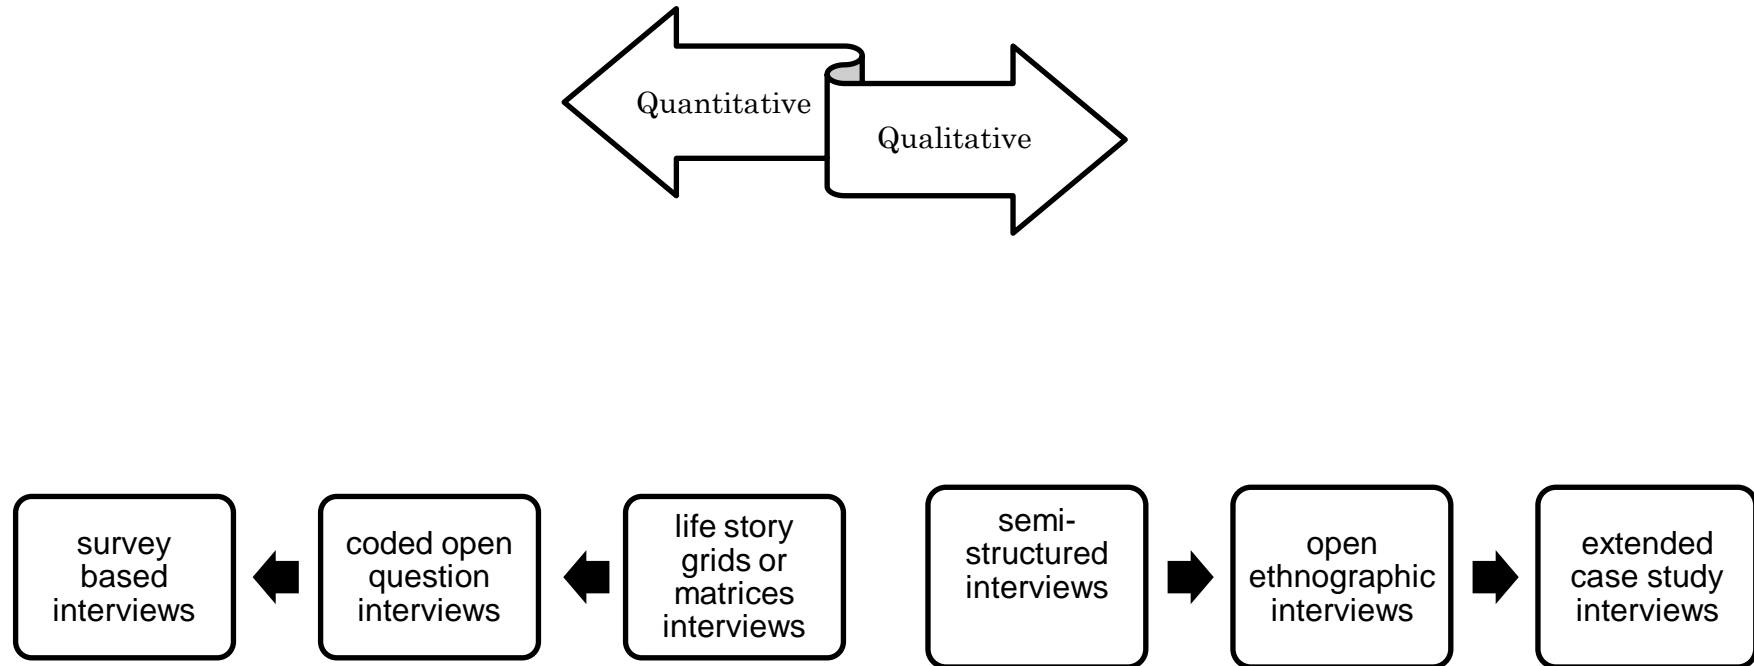 Quantitative
Qualitative
survey
based
interviews
coded open
question
interviews
life story
grids or
matrices
interviews
semi-
structured
interviews
open
ethnographic
interviews
extended
case study
interviews